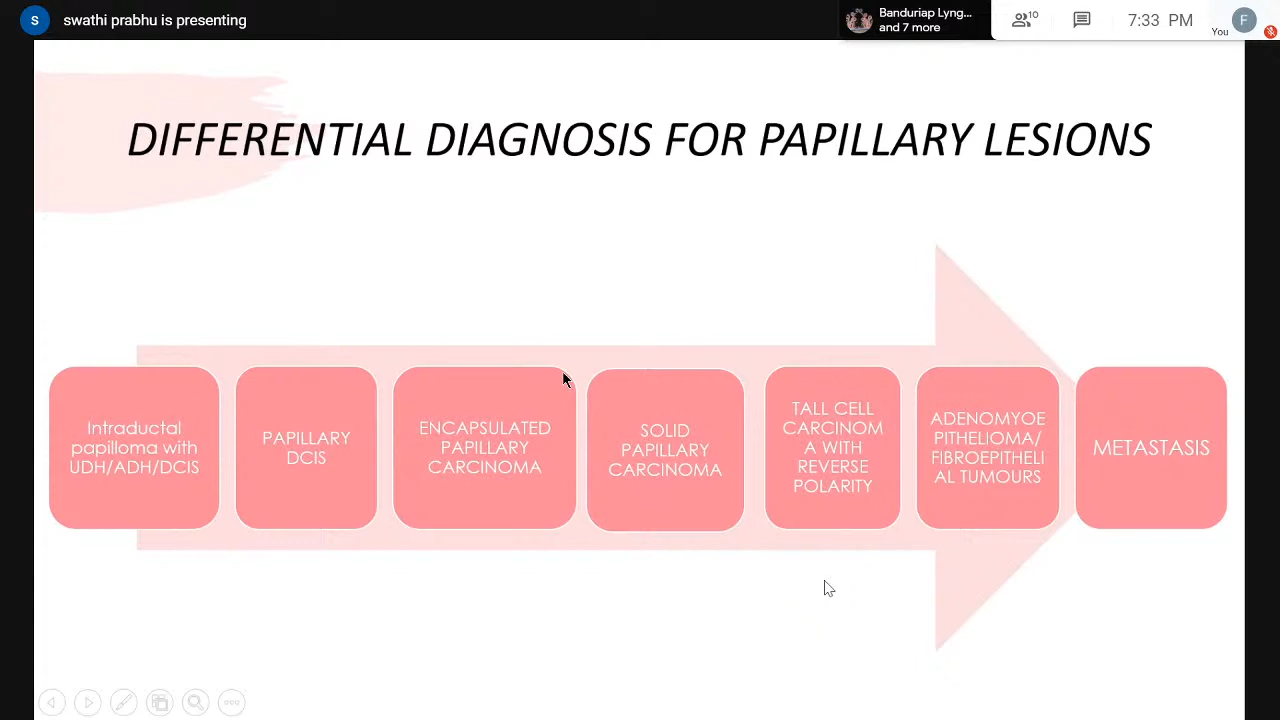 S
swathi prabhu is presenting
Banduriap Lyng...
and 7 more
10
7:33 PM
You
F
DIFFERENTIAL DIAGNOSIS FOR PAPILLARY LESIONS
Intraductal
papilloma with
UDH/ADH/DCIS
PAPILLARY
DCIS
ENCAPSULATED
PAPILLARY
CARCINOMA
SOLID
PAPILLARY
CARCINOMA
TALL CELL
CARCINOM
A WITH
REVERSE
POLARITY
ADENOMYOE
PITHELIOMA/
FIBROEPITHELI
AL TUMOURS
METASTASIS